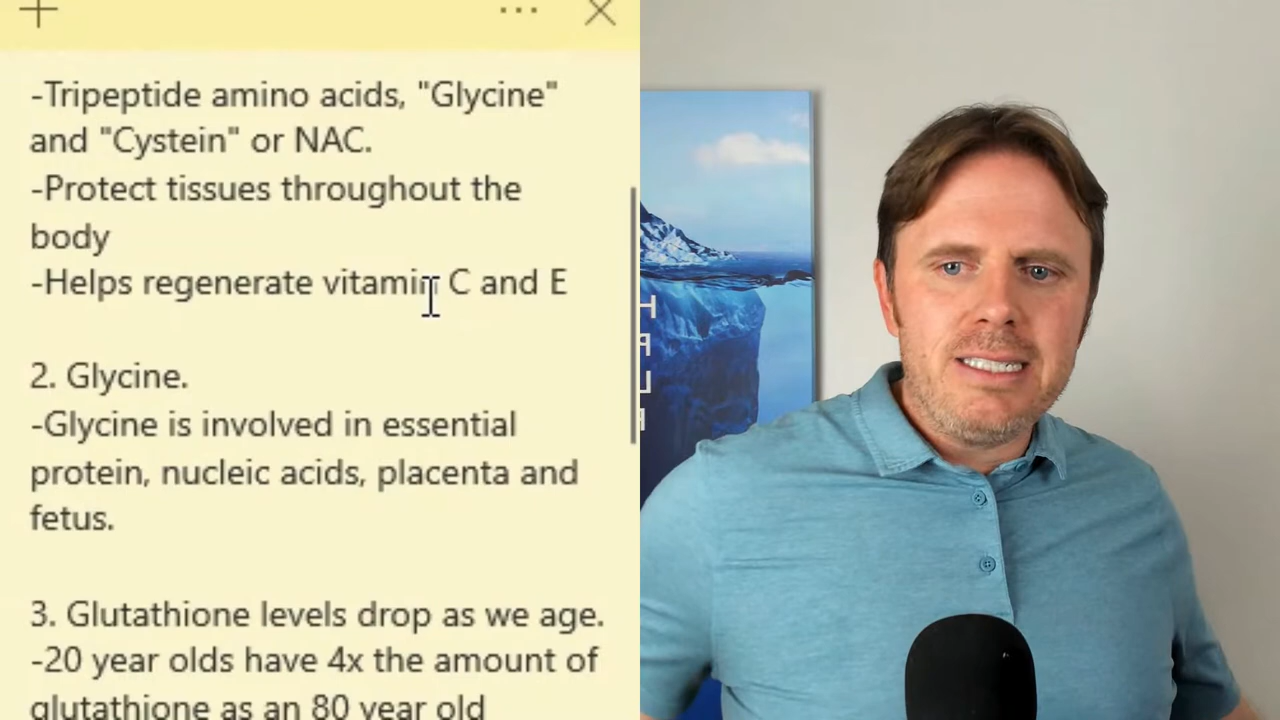 -Tripeptide amino acids, "Glycine"
and "Cystein" or NAC.
-Protect tissues throughout the
body
-Helps regenerate vitamin C and E
2. Glycine.
-Glycine is involved in essential
protein, nucleic acids, placenta and
fetus.
3. Glutathione levels drop as we age.
-20 year olds have 4x the amount of
glutathione as an 80 year old